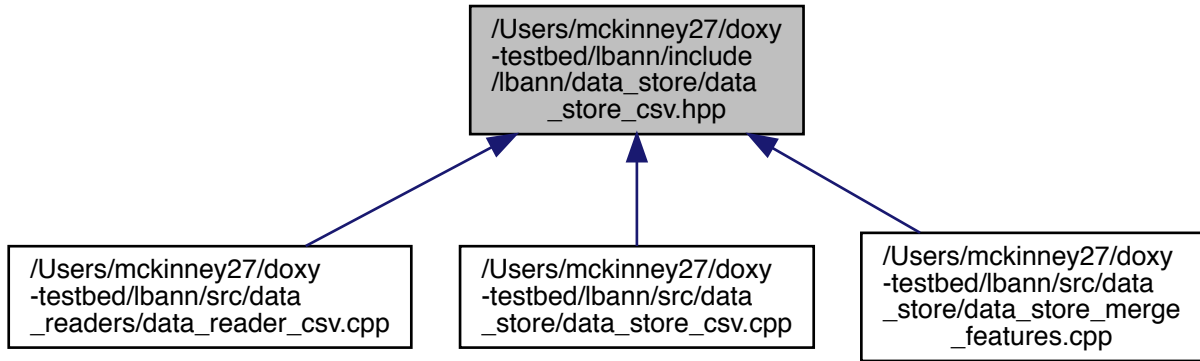 /Users/mckinney27/doxy
-testbed/lbann/include
/lbann/data_store/data
_store_csv.hpp
/Users/mckinney27/doxy
-testbed/lbann/src/data
_readers/data_reader_csv.cpp
/Users/mckinney27/doxy
-testbed/lbann/src/data
_store/data_store_csv.cpp
/Users/mckinney27/doxy
-testbed/lbann/src/data
_store/data_store_merge
_features.cpp